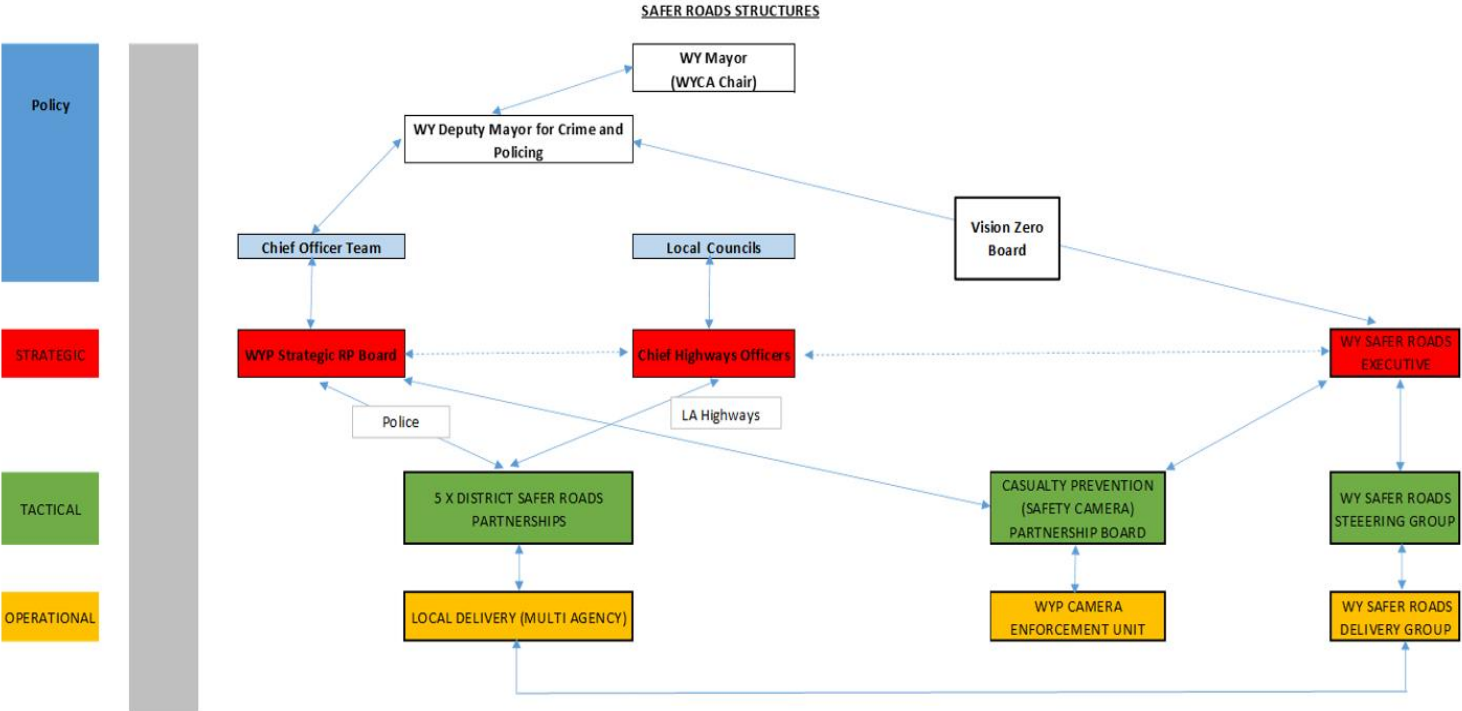 SAFER ROADS STRUCTURES
Policy
WY Mayor
(WYCA Chair)
WY Deputy Mayor for Crime and
Policing
Vision Zero
Board
Chief Officer Team
Local Councils
STRATEGIC
WYP Strategic RP Board
Chief Highways Officers
WY SAFER ROADS
EXECUTIVE
Police
LA Highways
TACTICAL
5 X DISTRICT SAFER ROADS
PARTNERSHIPS
CASUALTY PREVENTION
(SAFETY CAMERA)
PARTNERSHIP BOARD
WY SAFER ROADS
STEEERING GROUP
OPERATIONAL
LOCAL DELIVERY (MULTI AGENCY)
WYP CAMERA
ENFORCEMENT UNIT
WY SAFER ROADS
DELIVERY GROUP